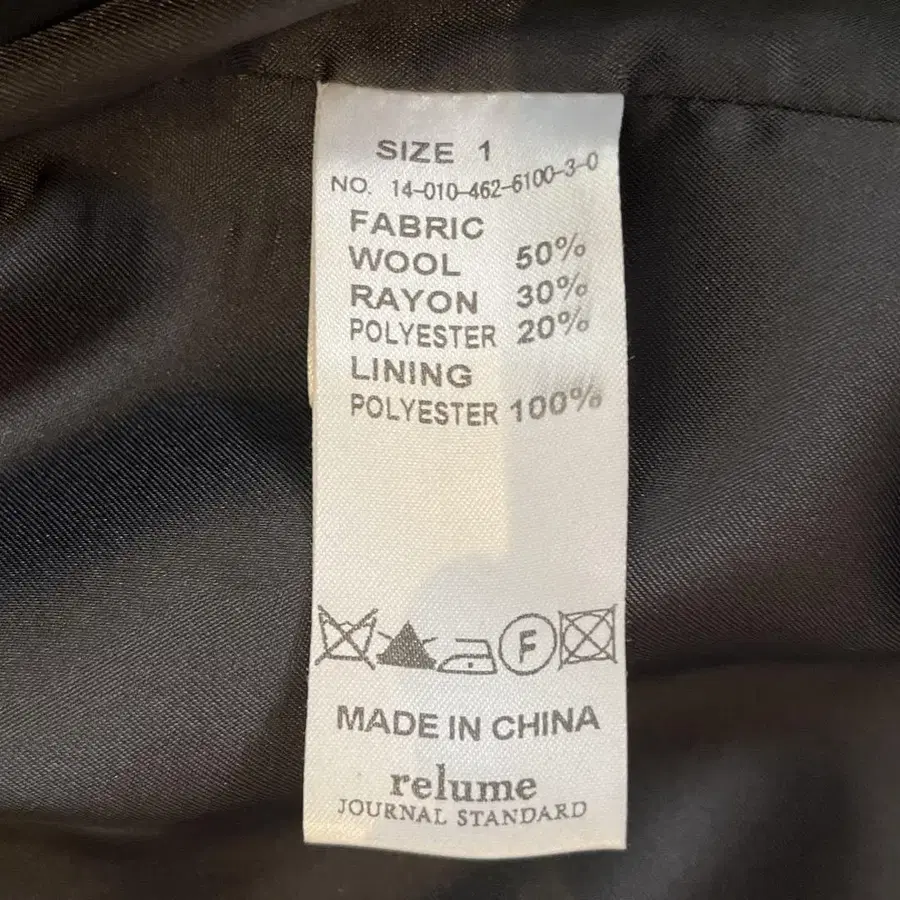 SIZE 1
NO. 14-010-462-6100-3-0
FABRIC
WOOL 50%
RAYON 30%
POLYESTER 20%
LINING
POLYESTER 100%
F
MADE IN CHINA
relume
JOURNAL STANDARD